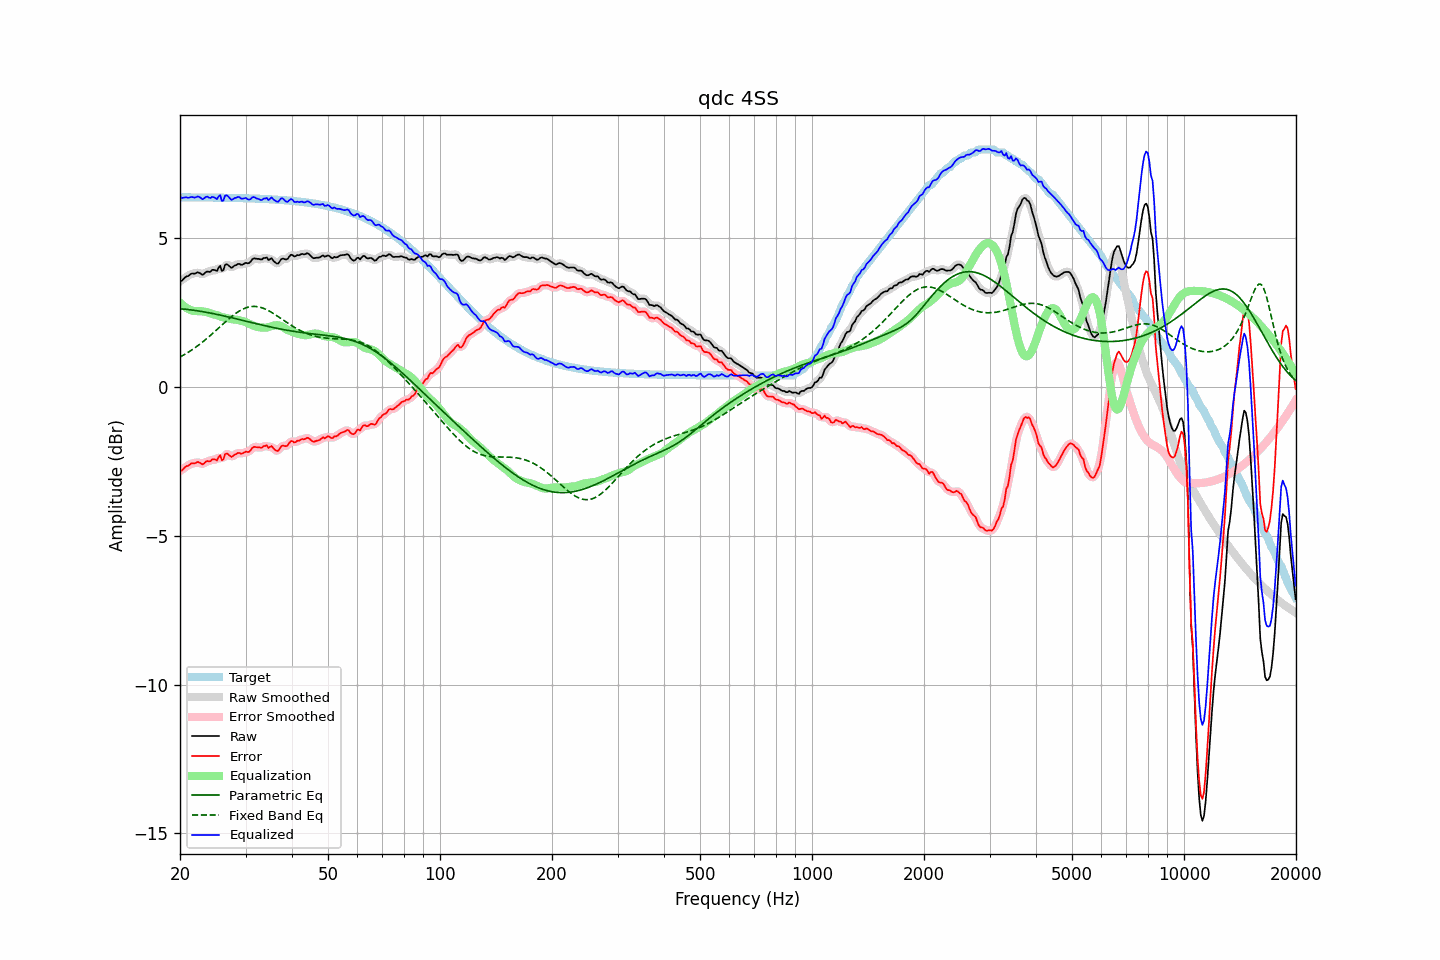 qdc 4SS
Amplitude (dBr)
5
0
−5
−10
−15
Target
Raw Smoothed
Error Smoothed
Raw
Error
Equalization
Parametric Eq
Fixed Band Eq
Equalized
20 50 100 200 500 1000 2000 5000 10000 20000
Frequency (Hz)